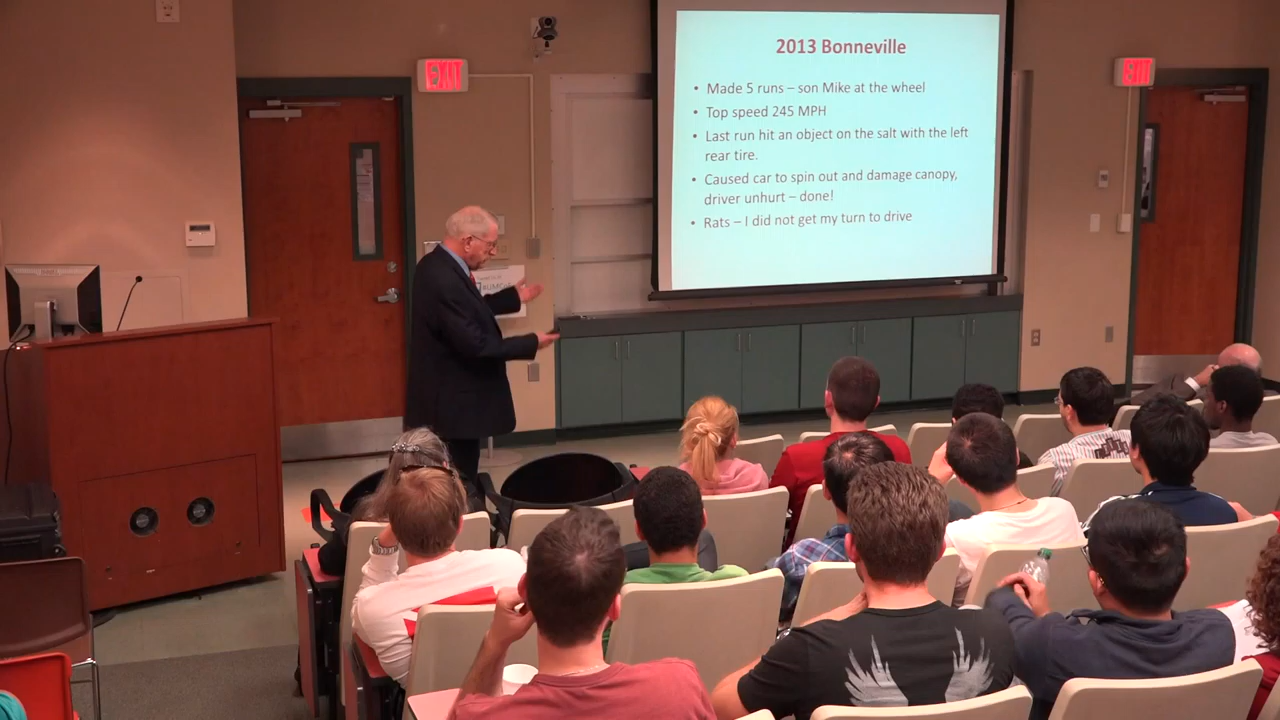 2013 Bonneville
• Made 5 runs – son Mike at the wheel
• Top speed 245 MPH
• Last run hit an object on the salt with the left
rear tire.
• Caused car to spin out and damage canopy,
driver unhurt – done!
• Rats – I did not get my turn to drive
EXIT
EXIT